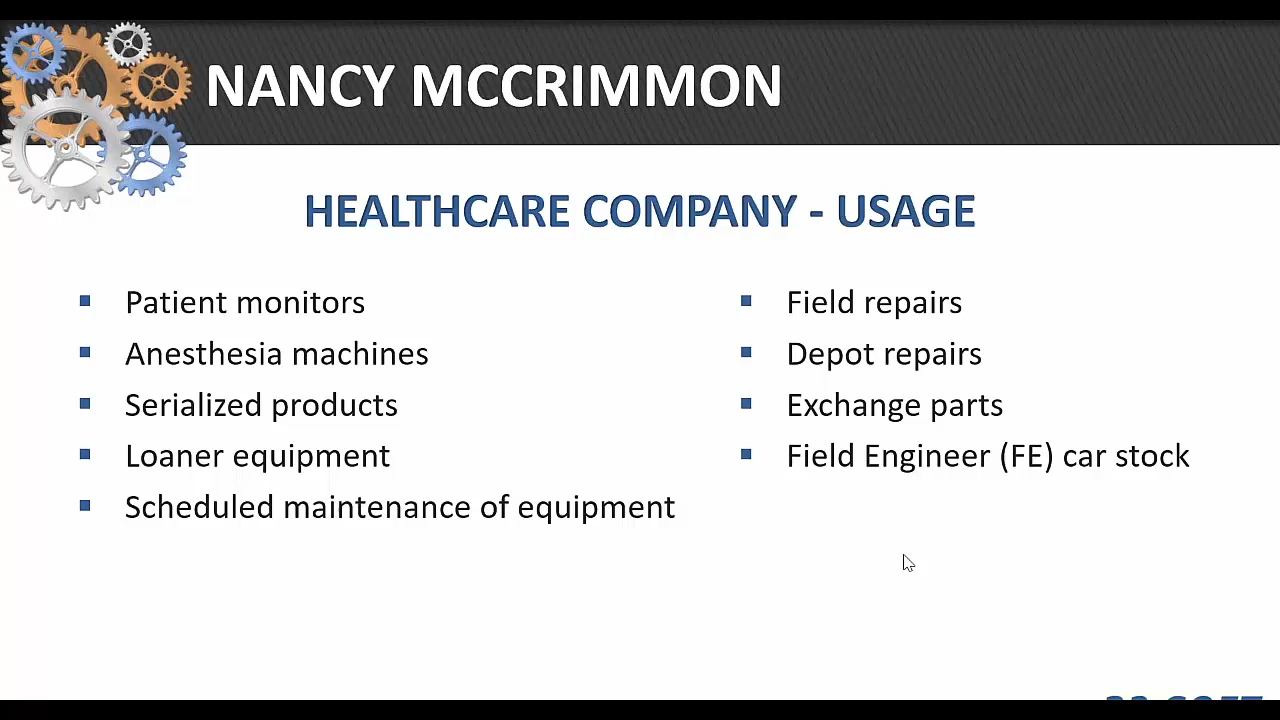 NANCY MCCRIMMON
HEALTHCARE COMPANY - USAGE
Patient monitors
Anesthesia machines
Serialized products
Loaner equipment
Scheduled maintenance of equipment
Field repairs
Depot repairs
Exchange parts
Field Engineer (FE) car stock